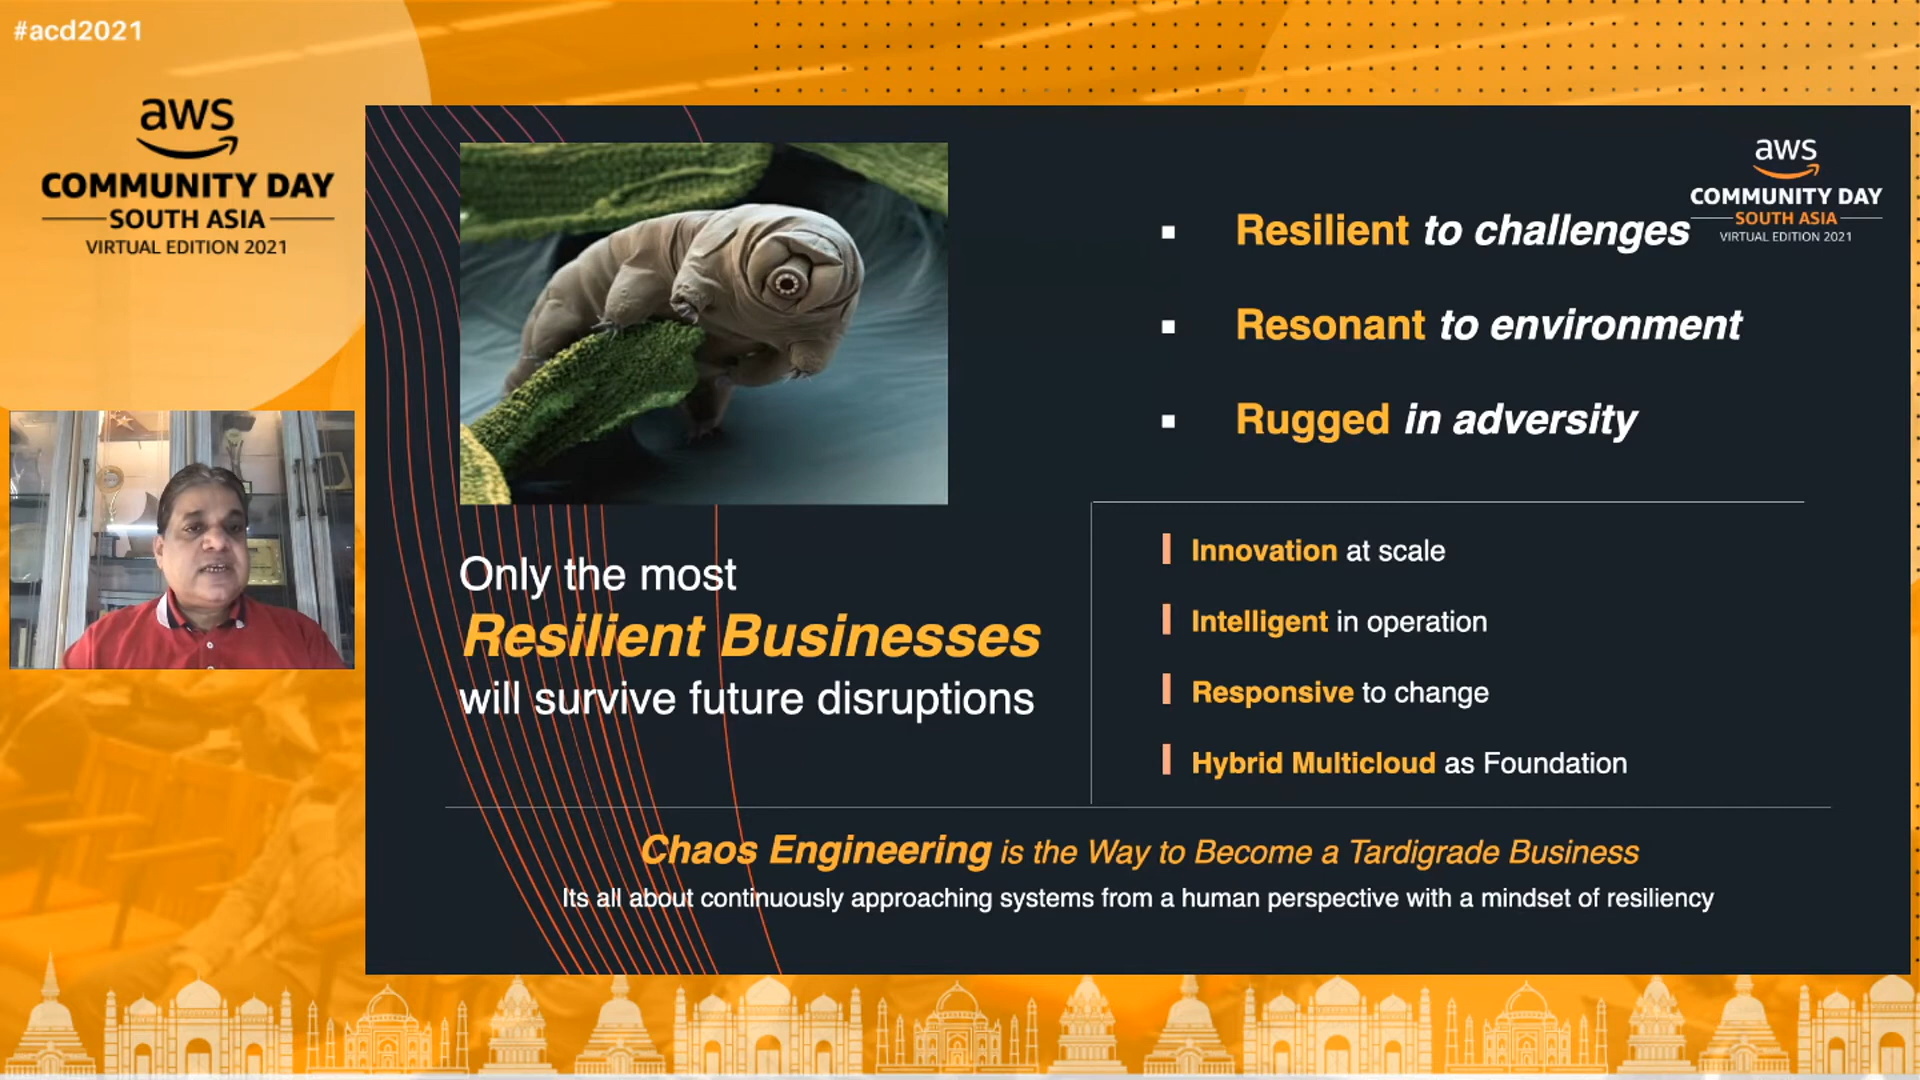 #acd2021
aws
COMMUNITY DAY
SOUTH ASIA
VIRTUAL EDITION 2021
aws
COMMUNITY DAY
SOUTH ASIA
VIRTUAL EDITION 2021
▪ Resilient to challenges
▪ Resonant to environment
▪ Rugged in adversity
Only the most
Resilient Businesses
will survive future disruptions
Innovation at scale
Intelligent in operation
Responsive to change
Hybrid Multicloud as Foundation
Chaos Engineering is the Way to Become a Tardigrade Business
Its all about continuously approaching systems from a human perspective with a mindset of resiliency